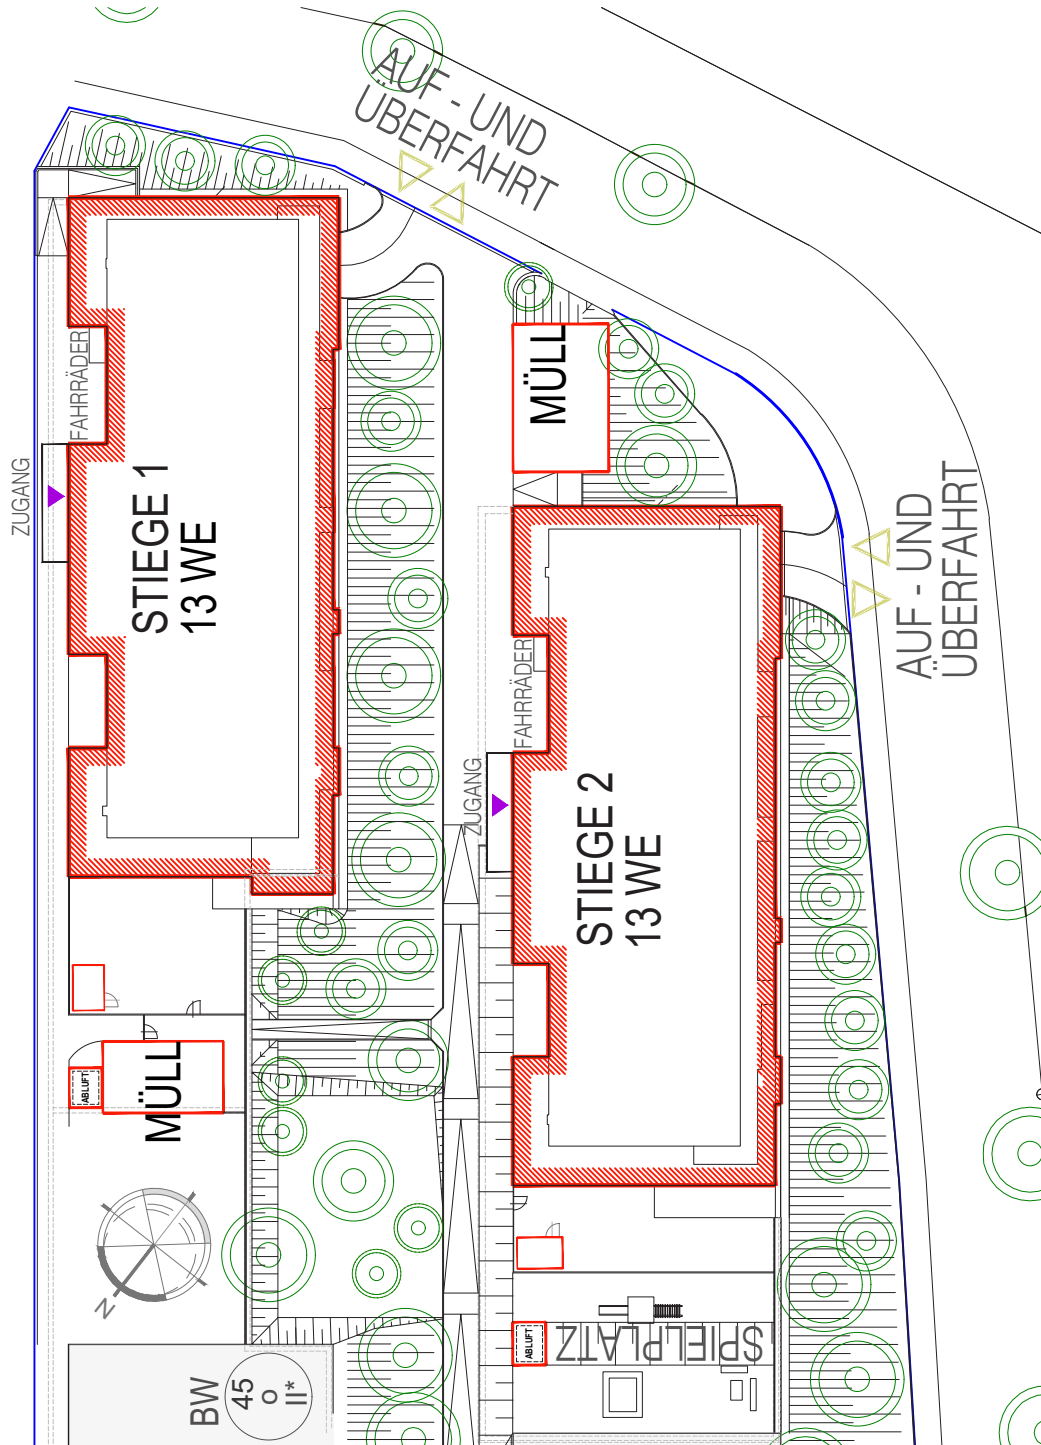 AUF - UND
ÜBERFAHRT
MÜLL
FAHRRÄDER
ZUGANG
STIEGE 1
13 WE
AUF - UND
ÜBERFAHRT
FAHRRÄDER
ZUGANG
STIEGE 2
13 WE
ABLUFT
MÜLL
N
ABLUFT
SPIELPLATZ
BW
45
o
II*